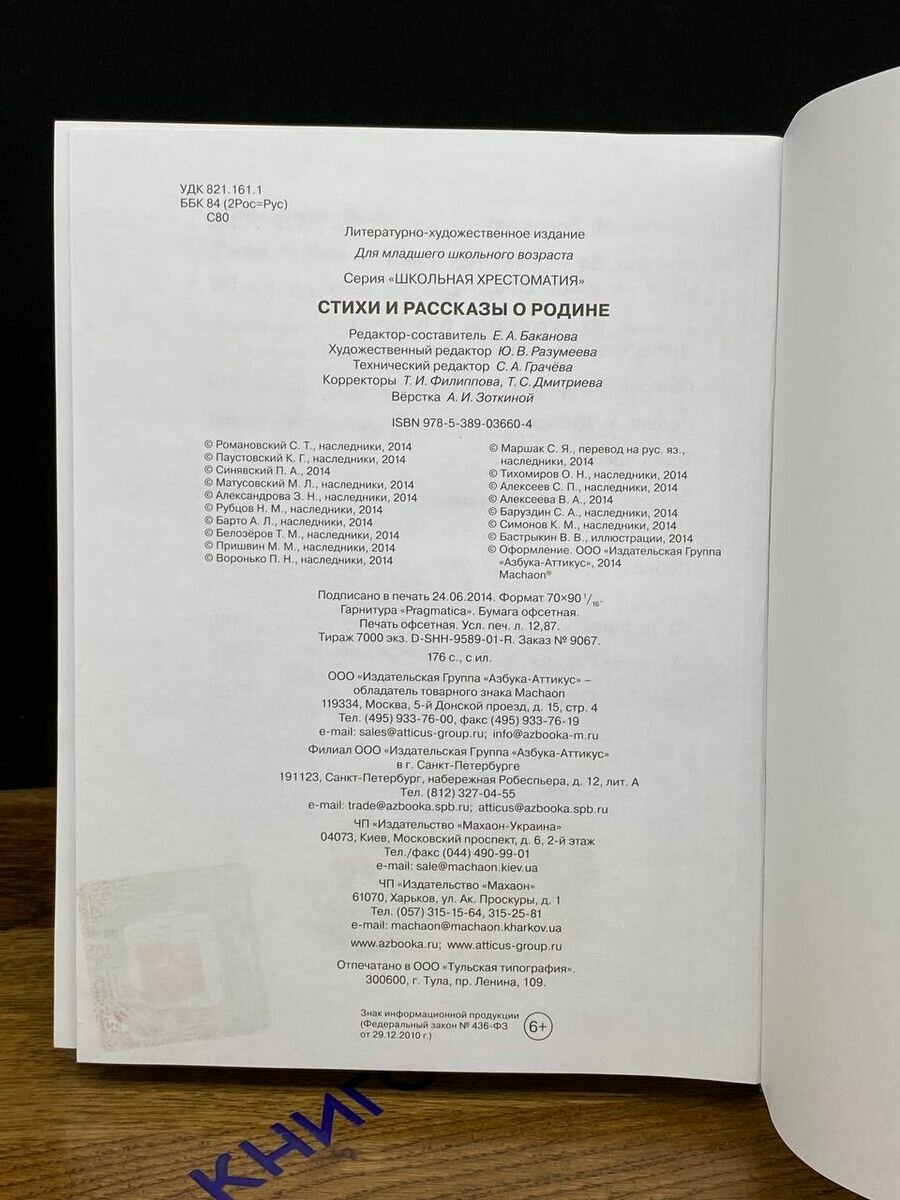 УДК 821.161.1
ББК 84 (2Рос=Рус)
С80
Литературно-художественное издание
Для младшего школьного возраста
Серия «ШКОЛЬНАЯ ХРЕСТОМАТИЯ»
СТИХИ И РАССКАЗЫ О РОДИНЕ
Редактор-составитель Е. А. Баканова
Художественный редактор Ю. В. Разумеева
Технический редактор С. А. Грачёва
Корректоры Т. И. Филиппова, Т. С. Дмитриева
Вёрстка А. И. Зоткиной
ISBN 978-5-389-03660-4
© Романовский С. Т., наследники, 2014
© Паустовский К. Г., наследники, 2014
© Синявский П. А., 2014
© Матусовский М. Л., наследники, 2014
© Александрова З. Н., наследники, 2014
© Рубцов Н. М., наследники, 2014
© Барто А. Л., наследники, 2014
© Белозёров Т. М., наследники, 2014
© Пришвин М. М., наследники, 2014
© Воронько П. Н., наследники, 2014
© Маршак С. Я., перевод на рус. яз.,
наследники, 2014
© Тихомиров О. Н., наследники, 2014
© Алексеев С. П., наследники, 2014
© Алексеева В. А., 2014
© Баруздин С. А., наследники, 2014
© Симонов К. М., наследники, 2014
© Бастрыкин В. В., иллюстрации, 2014
© Оформление. ООО «Издательская Группа
«Азбука-Аттикус», 2014
Machaon®
Подписано в печать 24.06.2014. Формат 70×90 1/16.
Гарнитура «Pragmatica». Бумага офсетная.
Печать офсетная. Усл. печ. л. 12,87.
Тираж 7000 экз. D-SHH-9589-01-R. Заказ № 9067.
176 с., с ил.
ООО «Издательская Группа «Азбука-Аттикус» –
обладатель товарного знака Machaon
119334, Москва, 5-й Донской проезд, д. 15, стр. 4
Тел. (495) 933-76-00, факс (495) 933-76-19
e-mail: sales@atticus-group.ru; info@azbooka-m.ru
Филиал ООО «Издательская Группа «Азбука-Аттикус»
в г. Санкт-Петербурге
191123, Санкт-Петербург, набережная Робеспьера, д. 12, лит. А
Тел. (812) 327-04-55
e-mail: trade@azbooka.spb.ru; atticus@azbooka.spb.ru
ЧП «Издательство «Махаон-Украина»
04073, Киев, Московский проспект, д. 6, 2-й этаж
Тел./факс (044) 490-99-01
e-mail: sale@machaon.kiev.ua
ЧП «Издательство «Махаон»
61070, Харьков, ул. Ак. Проскуры, д. 1
Тел. (057) 315-15-64, 315-25-81
e-mail: machaon@machaon.kharkov.ua
www.azbooka.ru; www.atticus-group.ru
Отпечатано в ООО «Тульская типография».
300600, г. Тула, пр. Ленина, 109.
Знак информационной продукции
(Федеральный закон № 436-ФЗ
от 29.12.2010 г.)
6+
КНИГО